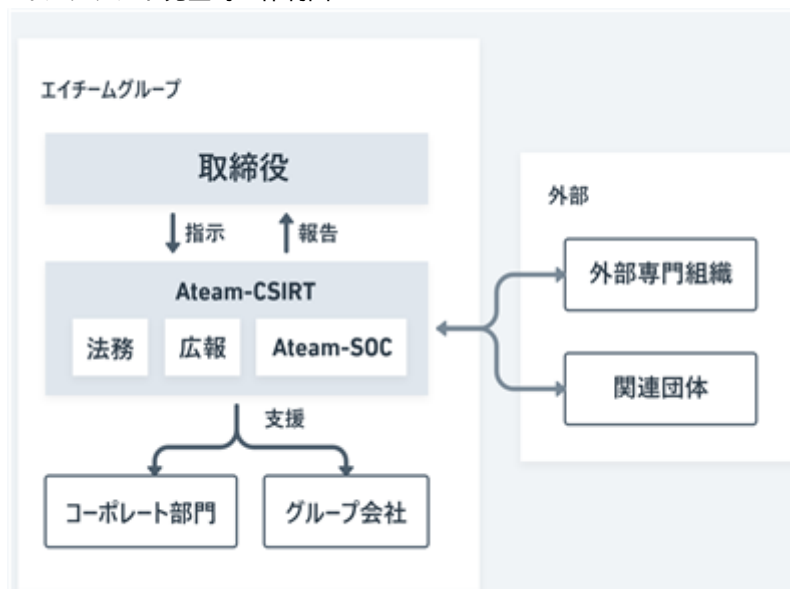 エイチームグループ
取締役
指示
報告
Ateam-CSIRT
法務
広報
Ateam-SOC
支援
コーポレート部門
グループ会社
外部
外部専門組織
関連団体